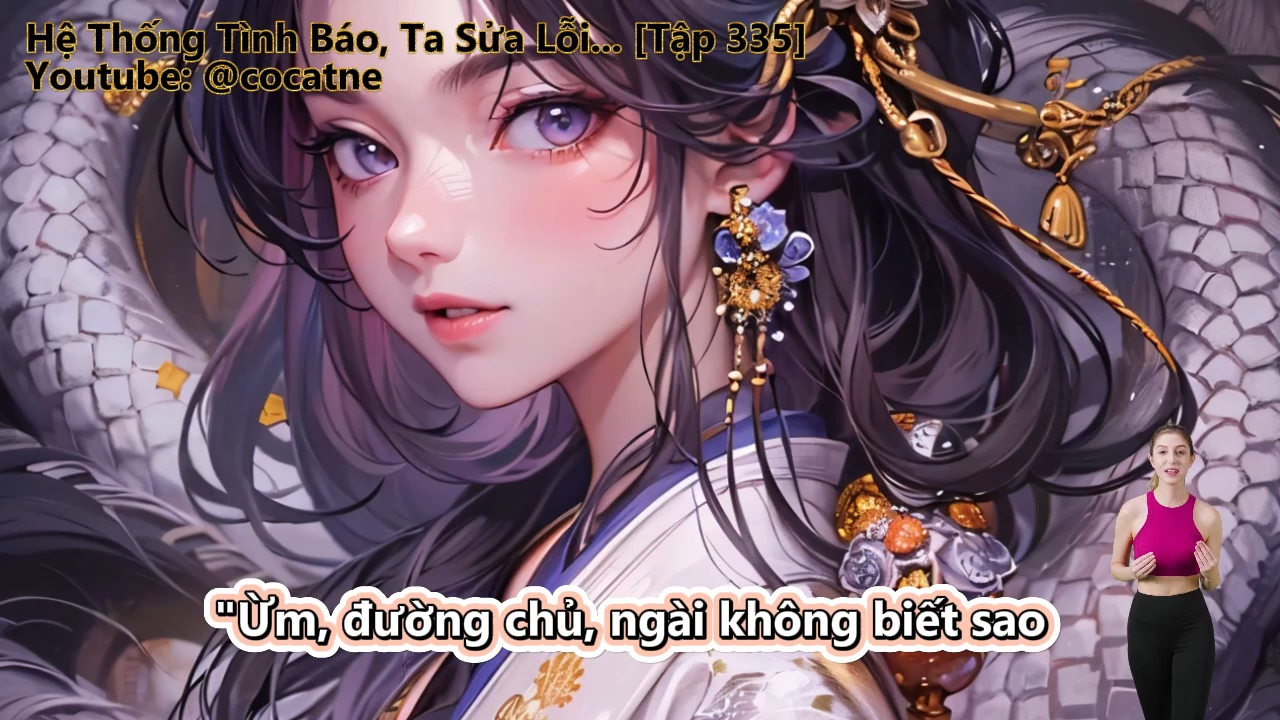 Hệ Thống Tình Báo, Ta Sửa Lỗi... [Tập 335]
Youtube: @cocatne
"Ừm, đường chủ, ngài không biết sao